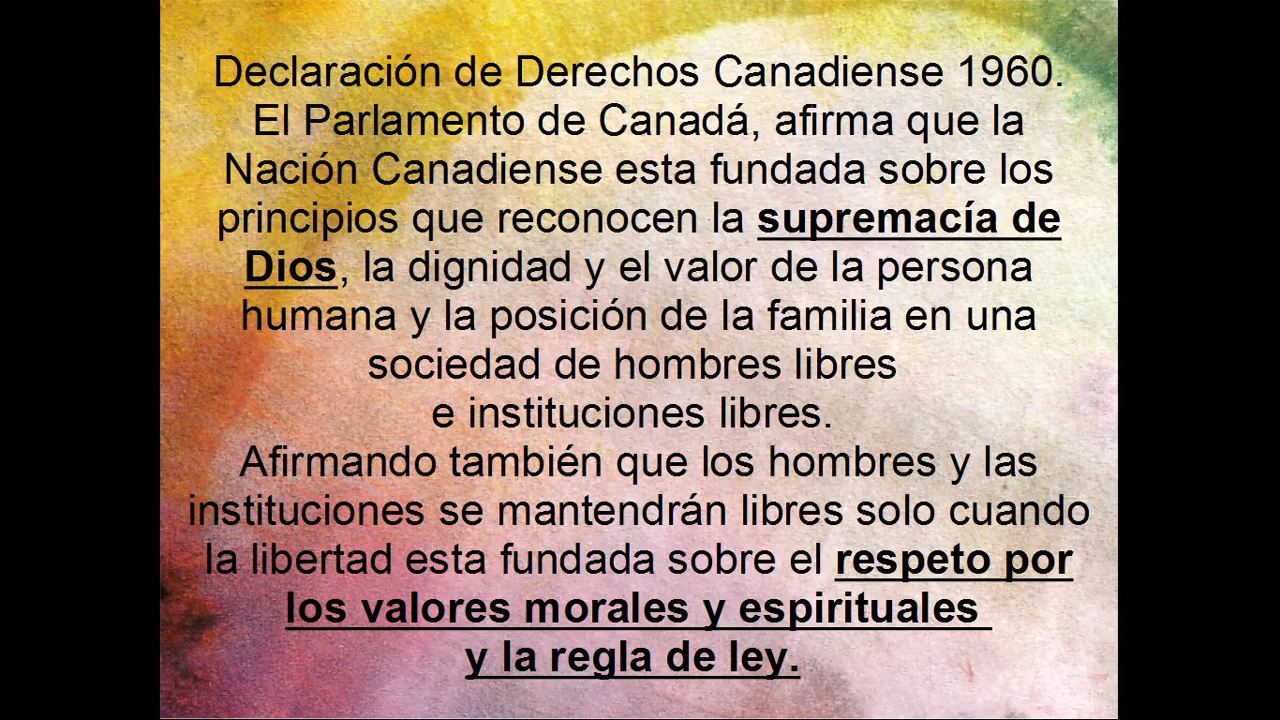 Declaración de Derechos Canadiense 1960.
El Parlamento de Canadá, afirma que la
Nación Canadiense esta fundada sobre los
principios que reconocen la supremacía de
Dios, la dignidad y el valor de la persona
humana y la posición de la familia en una
sociedad de hombres libres
e instituciones libres.
Afirmando también que los hombres y las
instituciones se mantendrán libres solo cuando
la libertad esta fundada sobre el respeto por
los valores morales y espirituales
y la regla de ley.